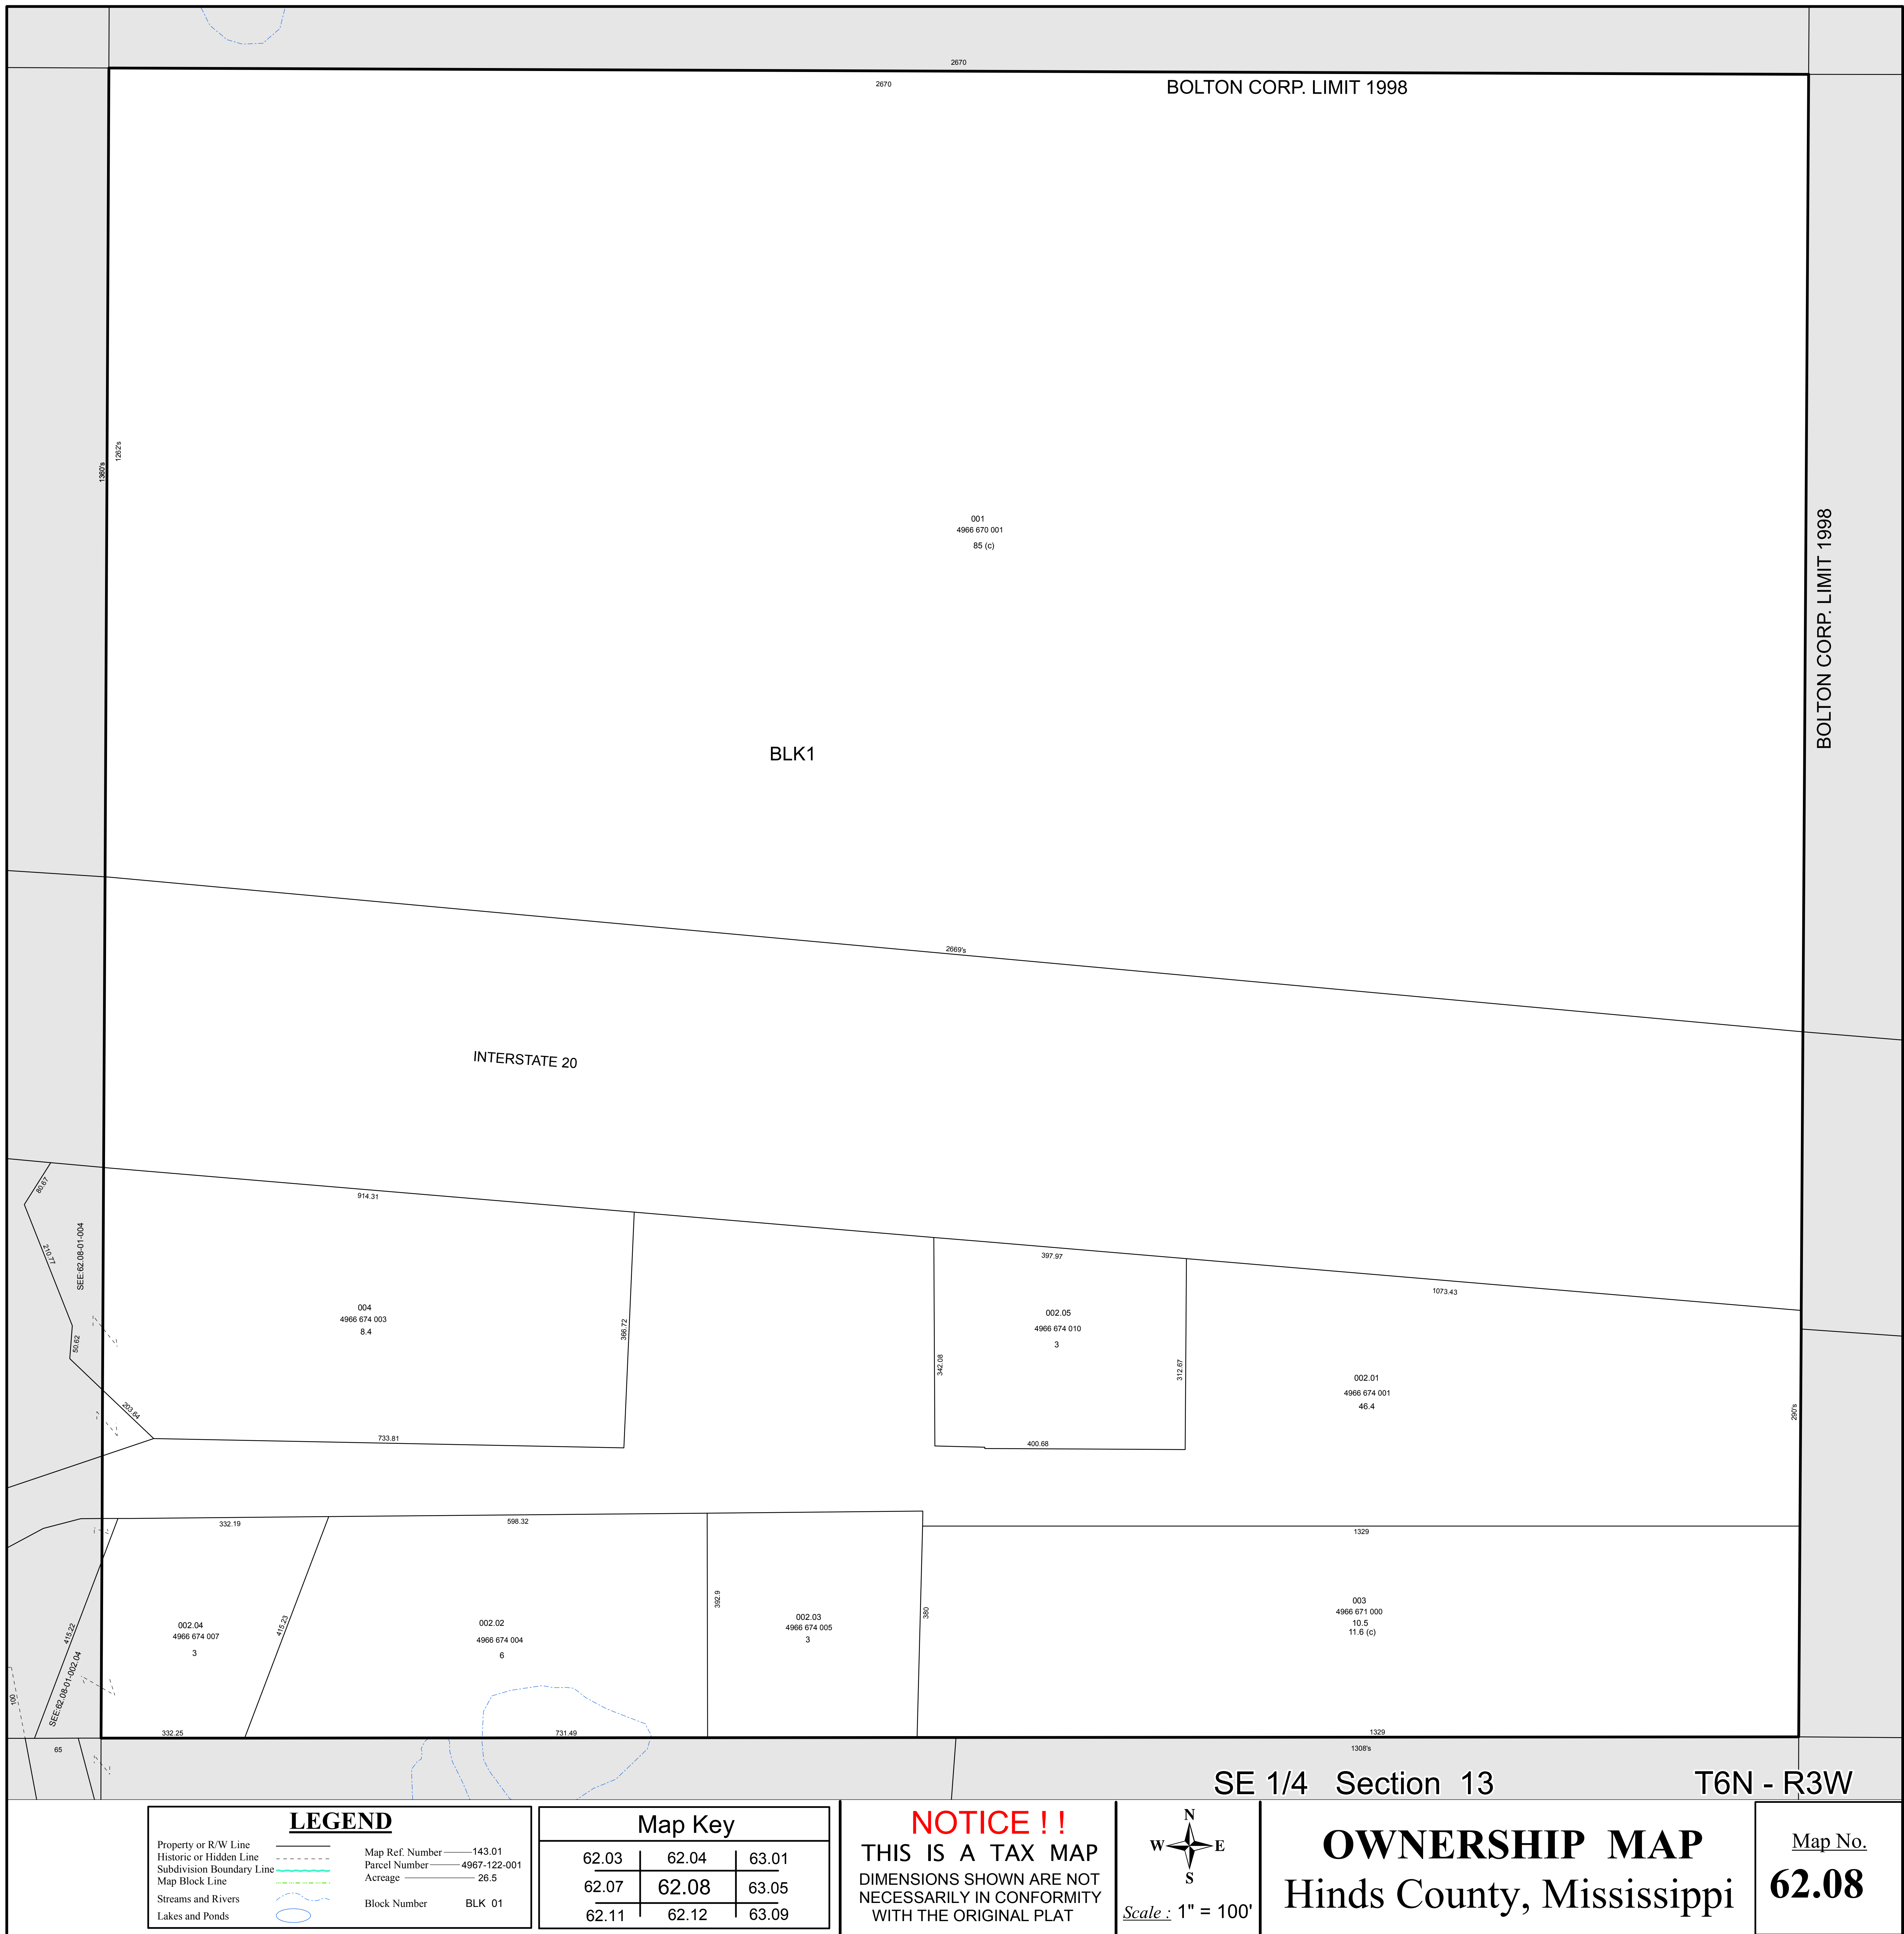 2670
2670
BOLTON CORP. LIMIT 1998
1360's
1262's
001
4966 670 001
85 (c)
BOLTON CORP. LIMIT 1998
BLK1
2669's
INTERSTATE 20
80.67
210.77
SEE:62.08-01-004
50.62
203.64
914.31
004
4966 674 003
8.4
366.72
733.81
397.97
002.05
4966 674 010
3
342.08
312.67
400.68
1073.43
002.01
4966 674 001
46.4
290's
332.19
598.32
1329
415.22
SEE:62.08-01-002.04
100
002.04
4966 674 007
3
415.23
002.02
4966 674 004
6
392.9
002.03
4966 674 005
3
380
003
4966 671 000
10.5
11.6 (c)
332.25
731.49
1329
65
1308's
SE 1/4 Section 13
T6N - R3W
LEGEND
Property or R/W Line
Historic or Hidden Line
Subdivision Boundary Line
Map Block Line
Streams and Rivers
Lakes and Ponds
Map Ref. Number 143.01
Parcel Number 4967-122-001
Acreage 26.5
Block Number BLK 01
Map Key
62.03 62.04 63.01
62.07 62.08 63.05
62.11 62.12 63.09
NOTICE ! !
THIS IS A TAX MAP
DIMENSIONS SHOWN ARE NOT
NECESSARILY IN CONFORMITY
WITH THE ORIGINAL PLAT
N
W E
S
Scale : 1" = 100'
OWNERSHIP MAP
Hinds County, Mississippi
Map No.
62.08